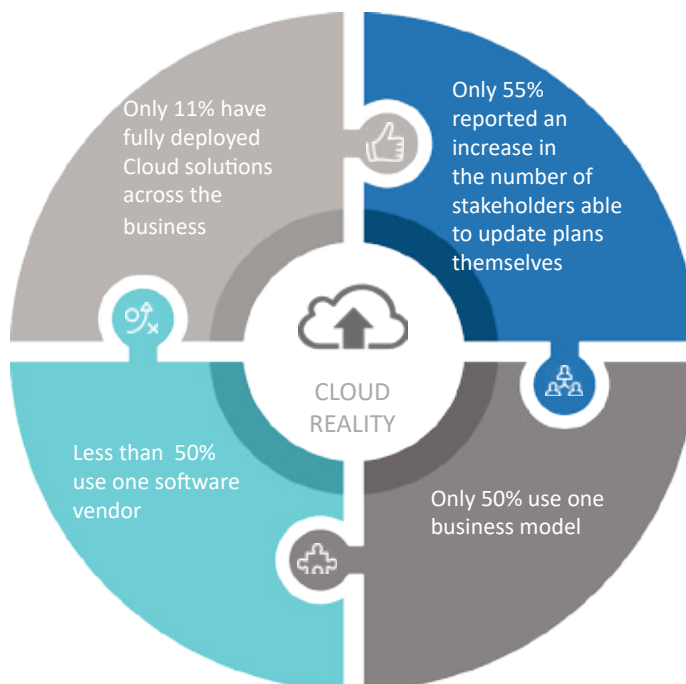 Only 11% have
fully deployed
Cloud solutions
across the
business
Only 55%
reported an
increase in
the number of
stakeholders able
to update plans
themselves
CLOUD
REALITY
Less than 50%
use one software
vendor
Only 50% use one
business model